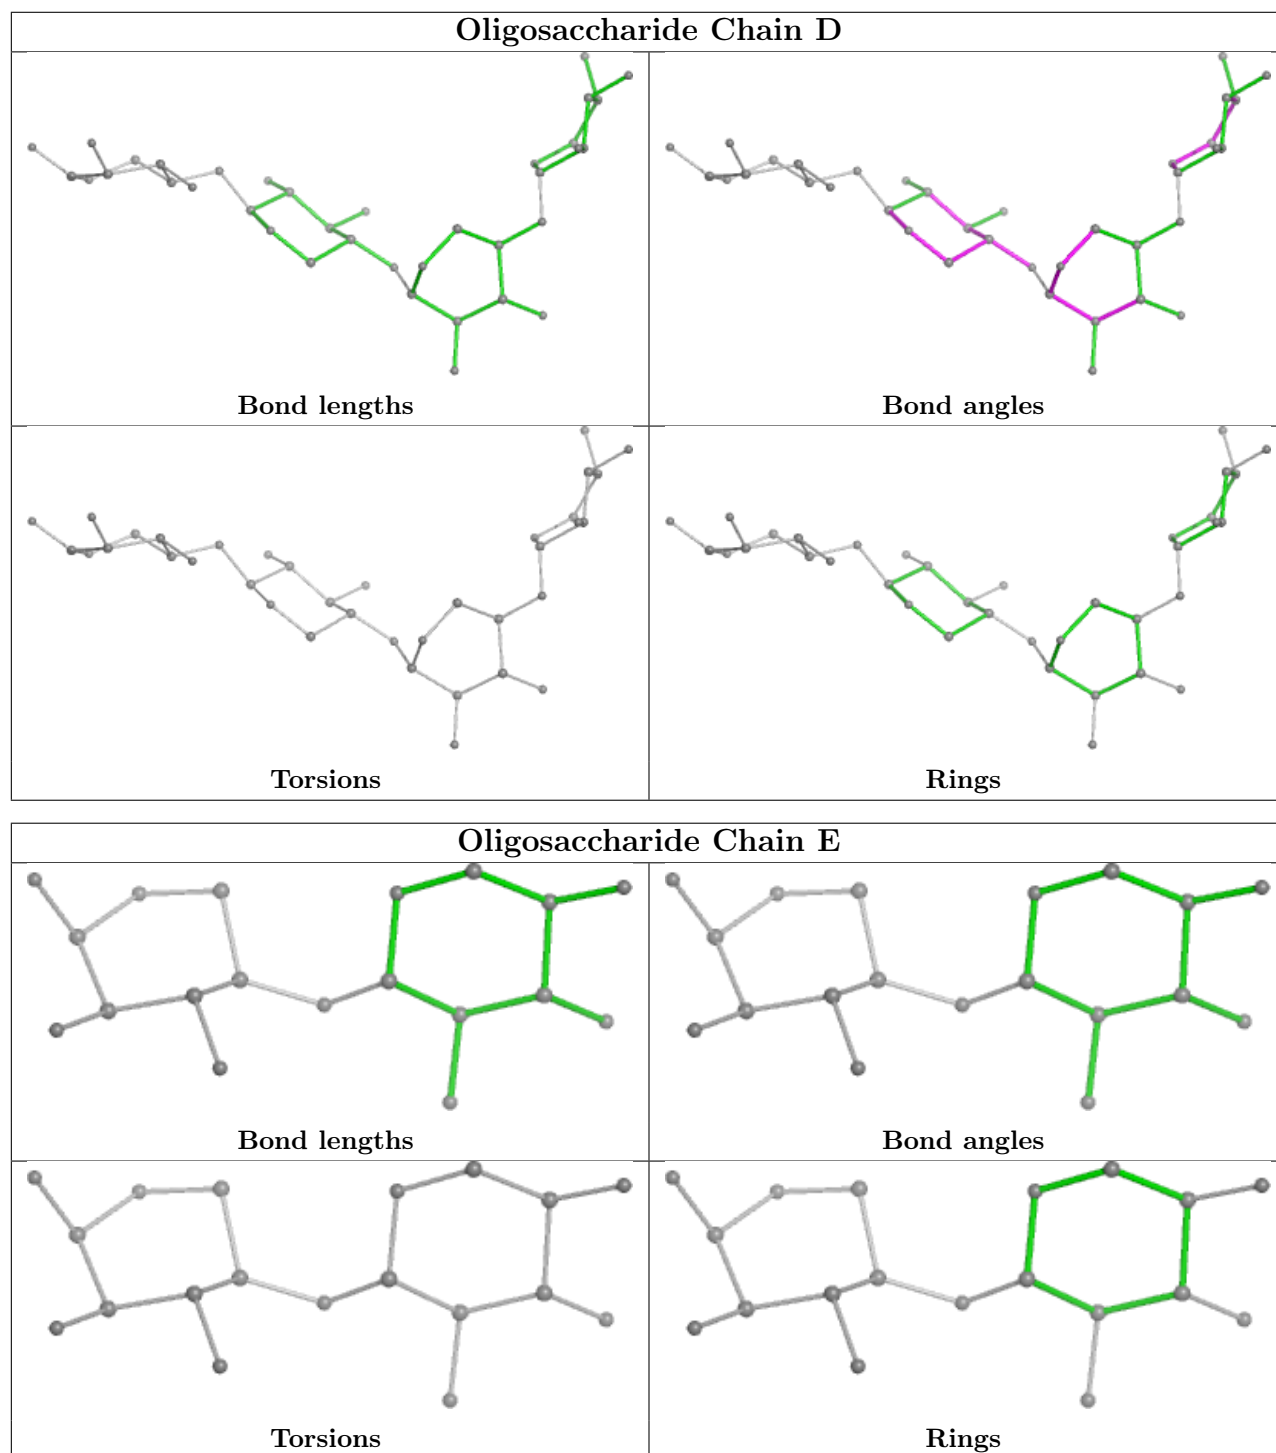 Oligosaccharide Chain D
Bond lengths
Bond angles
Torsions
Rings
Oligosaccharide Chain E
Bond lengths
Bond angles
Torsions
Rings